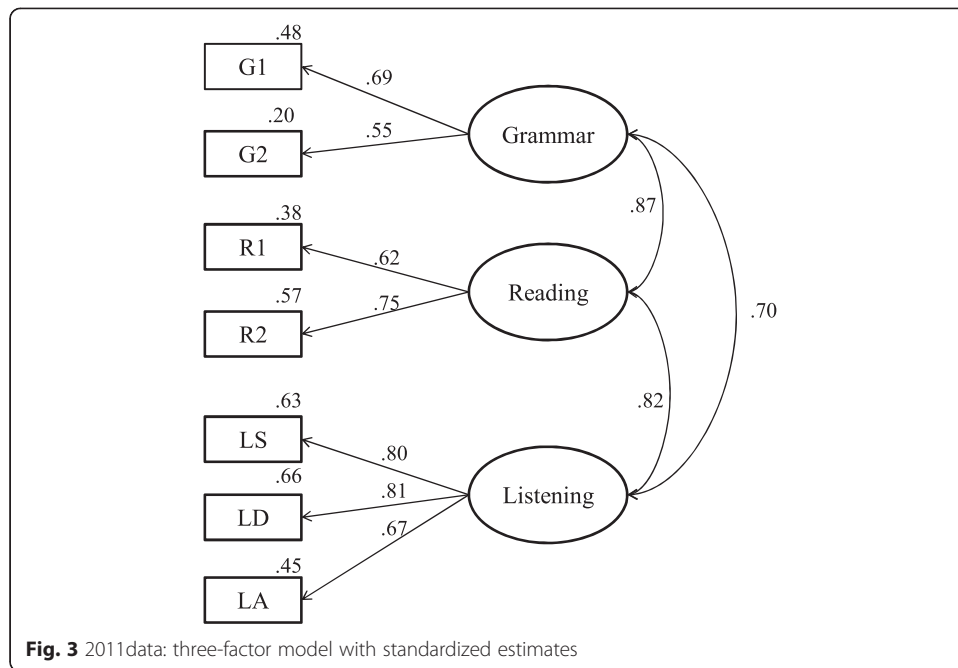 .48
G1
.69
.20
G2
.55
Grammar
.87
.38
R1
.62
.57
R2
.75
Reading
.70
.82
.63
LS
.80
.66
LD
.81
Listening
.67
.45
LA
Fig. 3 2011data: three-factor model with standardized estimates